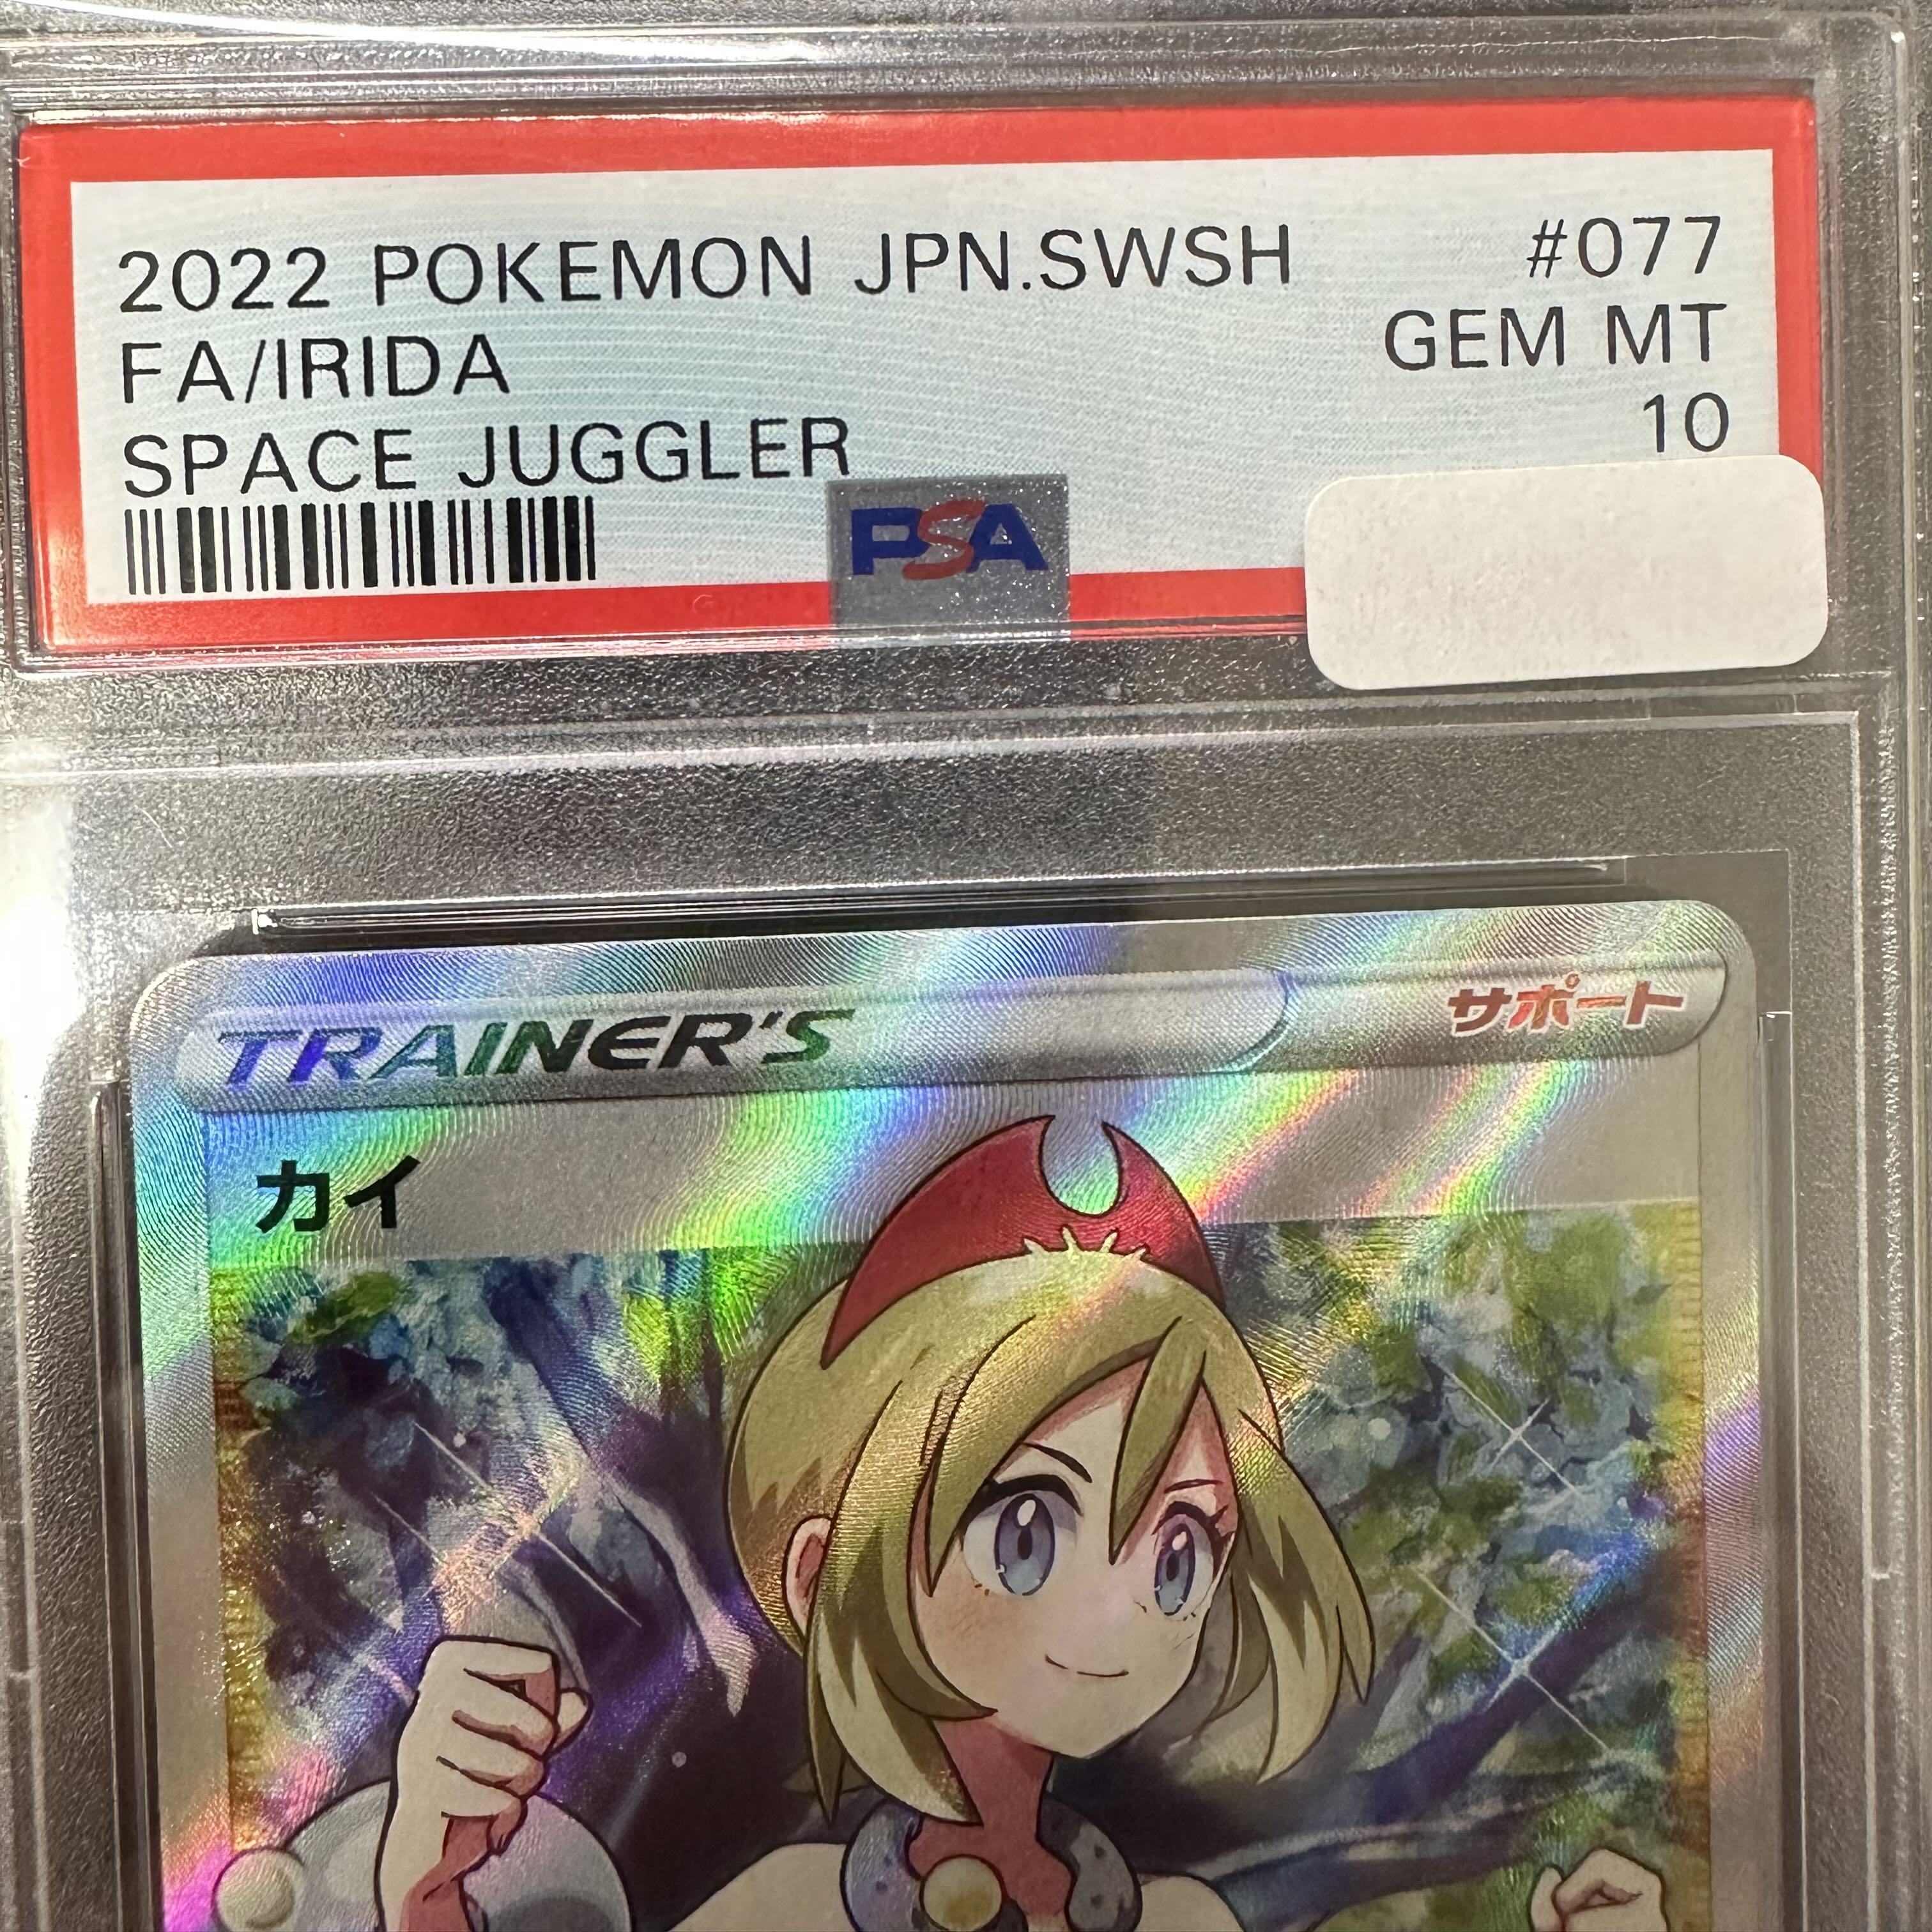 2022 POKEMON JPN.SWSH #077
FA/IRIDA GEM MT
SPACE JUGGLER 10
PSA
TRAINER'S サポート
カイ